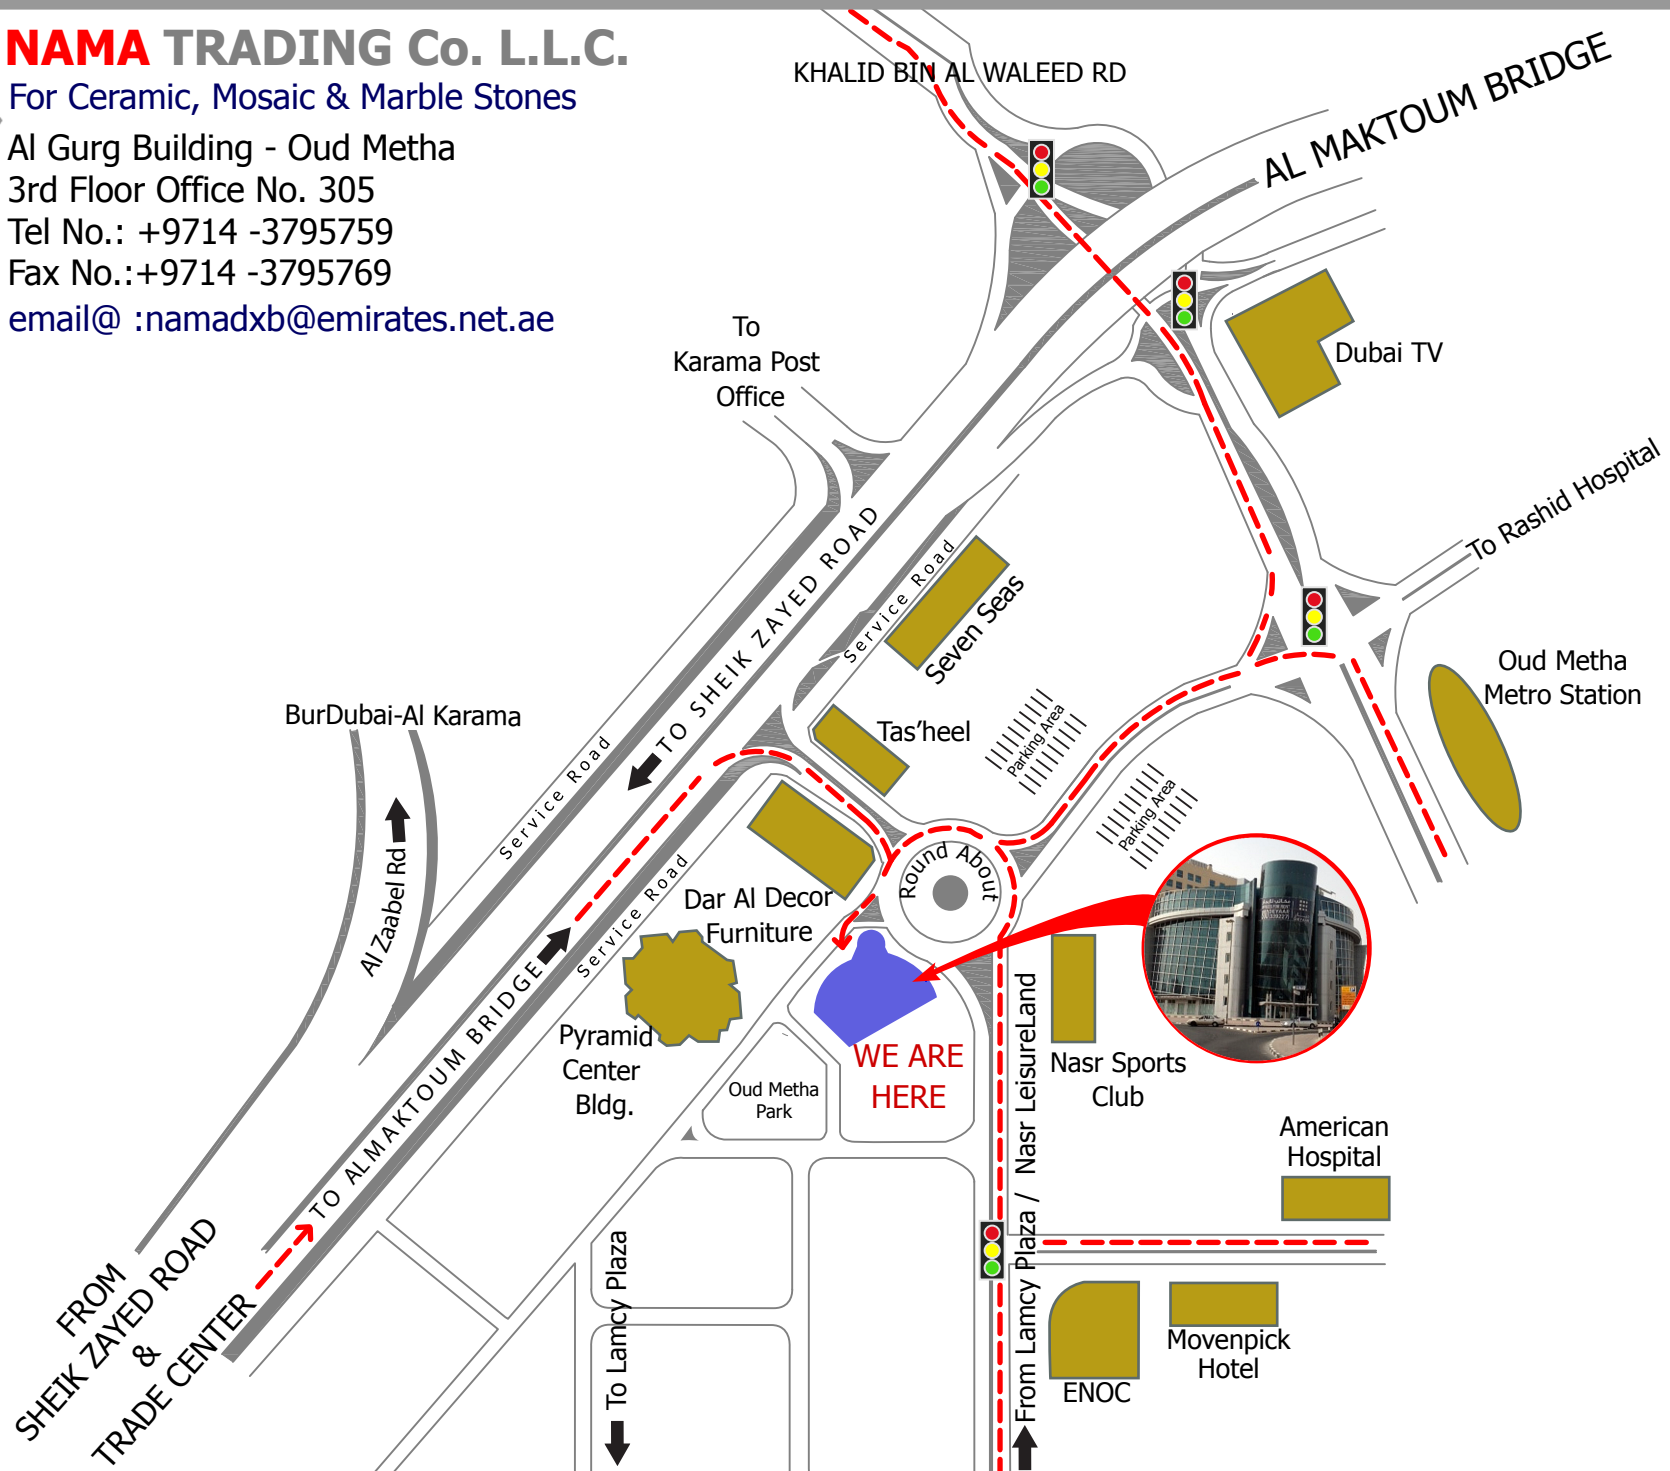 NAMA TRADING Co. L.L.C.
For Ceramic, Mosaic & Marble Stones
Al Gurg Building - Oud Metha
3rd Floor Office No. 305
Tel No.: +9714 -3795759
Fax No.:+9714 -3795769
email@ :namadxb@emirates.net.ae
KHALID BIN AL WALEED RD
AL MAKTOUM BRIDGE
To
Karama Post
Office
Dubai TV
To Rashid Hospital
TO SHEIK ZAYED ROAD
Service Road
Seven Seas
Oud Metha
Metro Station
BurDubai-Al Karama
Tas'heel
Parking Area
Parking Area
Service Road
Al Zaabel Rd
Round About
Dar Al Decor
Furniture
Service Road
TO ALMAKTOUM BRIDGE
Pyramid
Center
Bldg.
WE ARE
HERE
Oud Metha
Park
Nasr Sports
Club
From Lamcy Plaza / Nasr LeisureLand
American
Hospital
To Lamcy Plaza
FROM
SHEIK ZAYED ROAD
&
TRADE CENTER
Movenpick
Hotel
ENOC